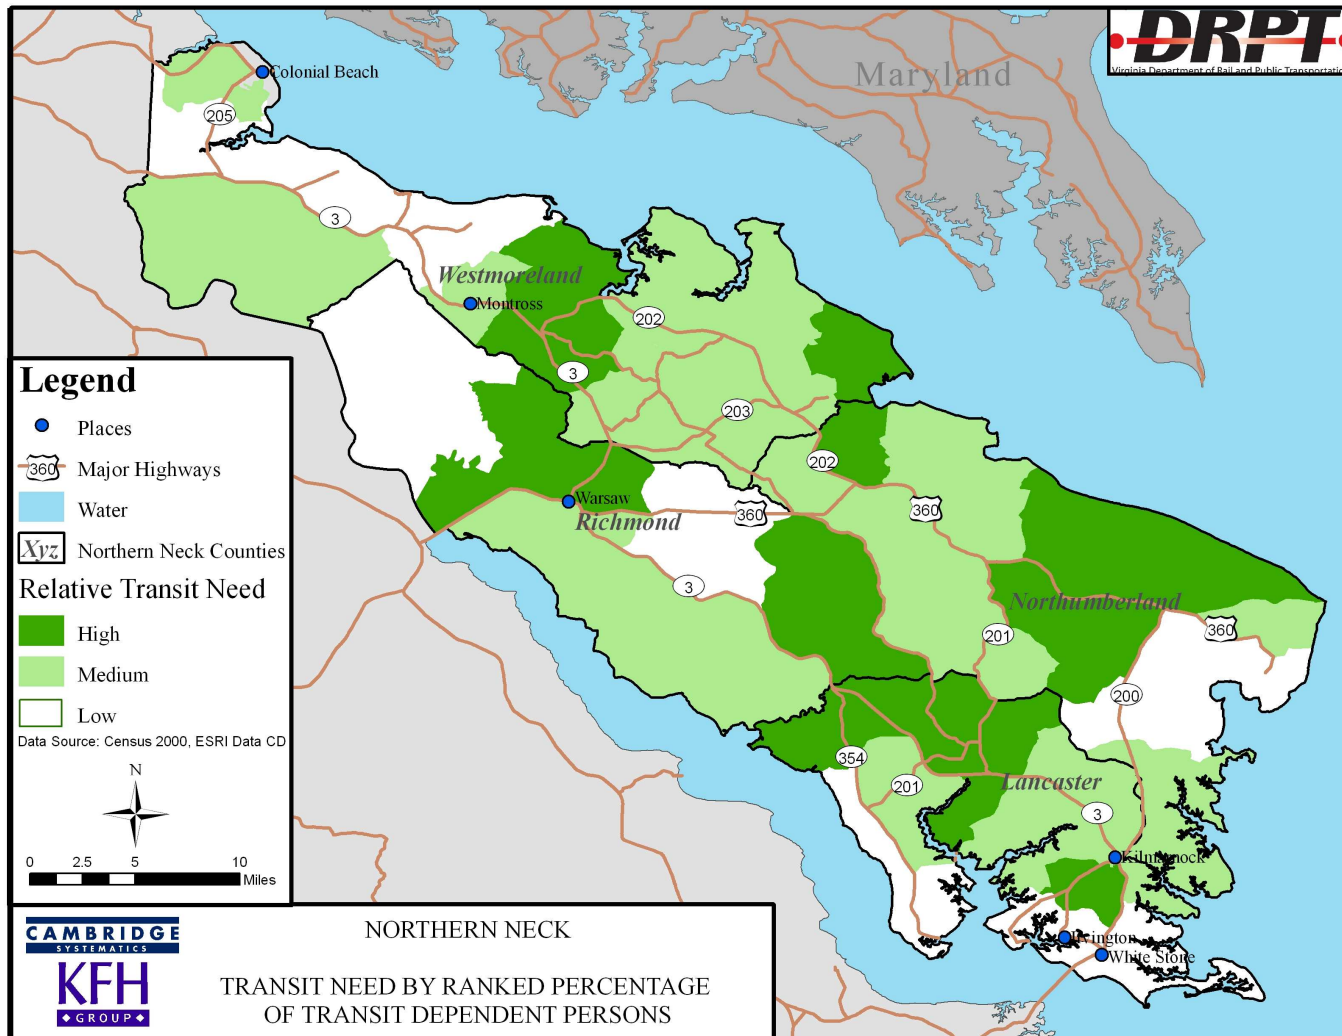 DRPT
Virginia Department of Rail and Public Transportation
Maryland
Colonial Beach
205
3
Westmoreland
Montross
202
3
203
202
Warsaw
Richmond
360
360
3
Northumberland
201
360
200
354
201
Lancaster
3
Kilmarnock
Irvington
White Stone
Legend
Places
360 Major Highways
Water
Xyz Northern Neck Counties
Relative Transit Need
High
Medium
Low
Data Source: Census 2000, ESRI Data CD
N
0 2.5 5 10
Miles
CAMBRIDGE
SYSTEMATICS
KFH
GROUP
NORTHERN NECK
TRANSIT NEED BY RANKED PERCENTAGE
OF TRANSIT DEPENDENT PERSONS